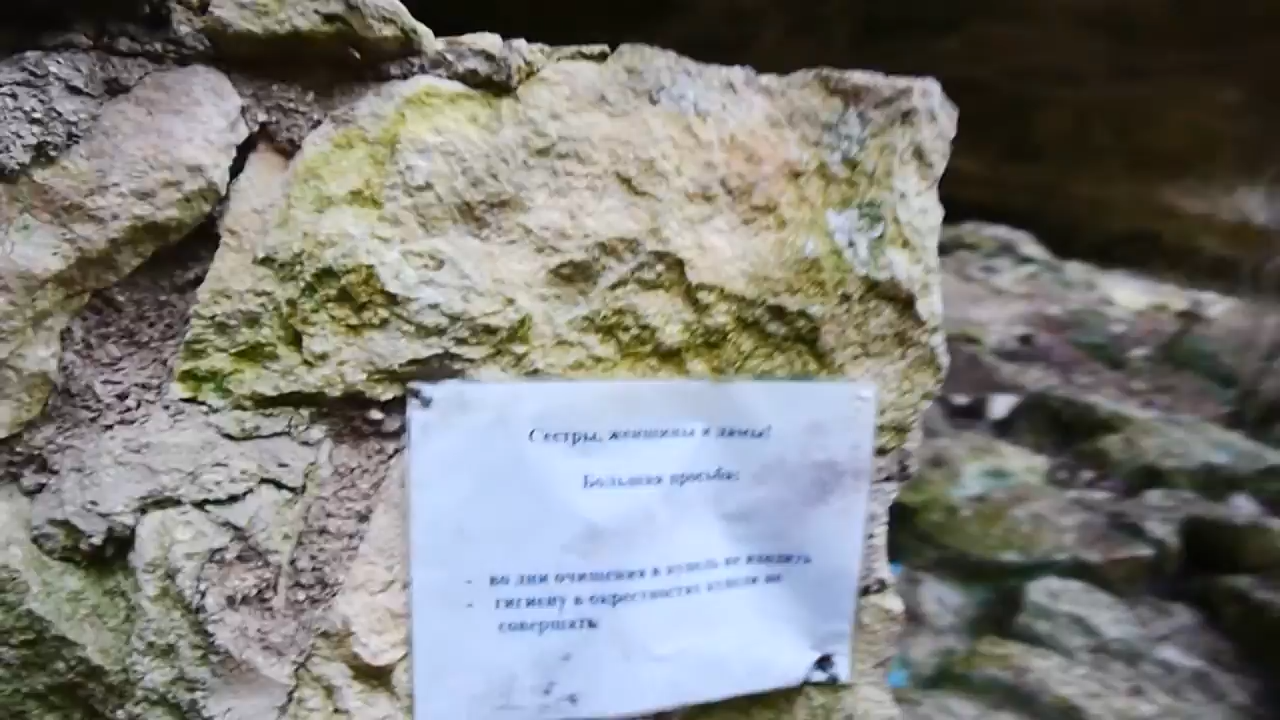 Сестры, женщины и дамы!
Большая просьба:
- во дни очищения в купель не входить
- гигиену в окрестностях купели не
совершать